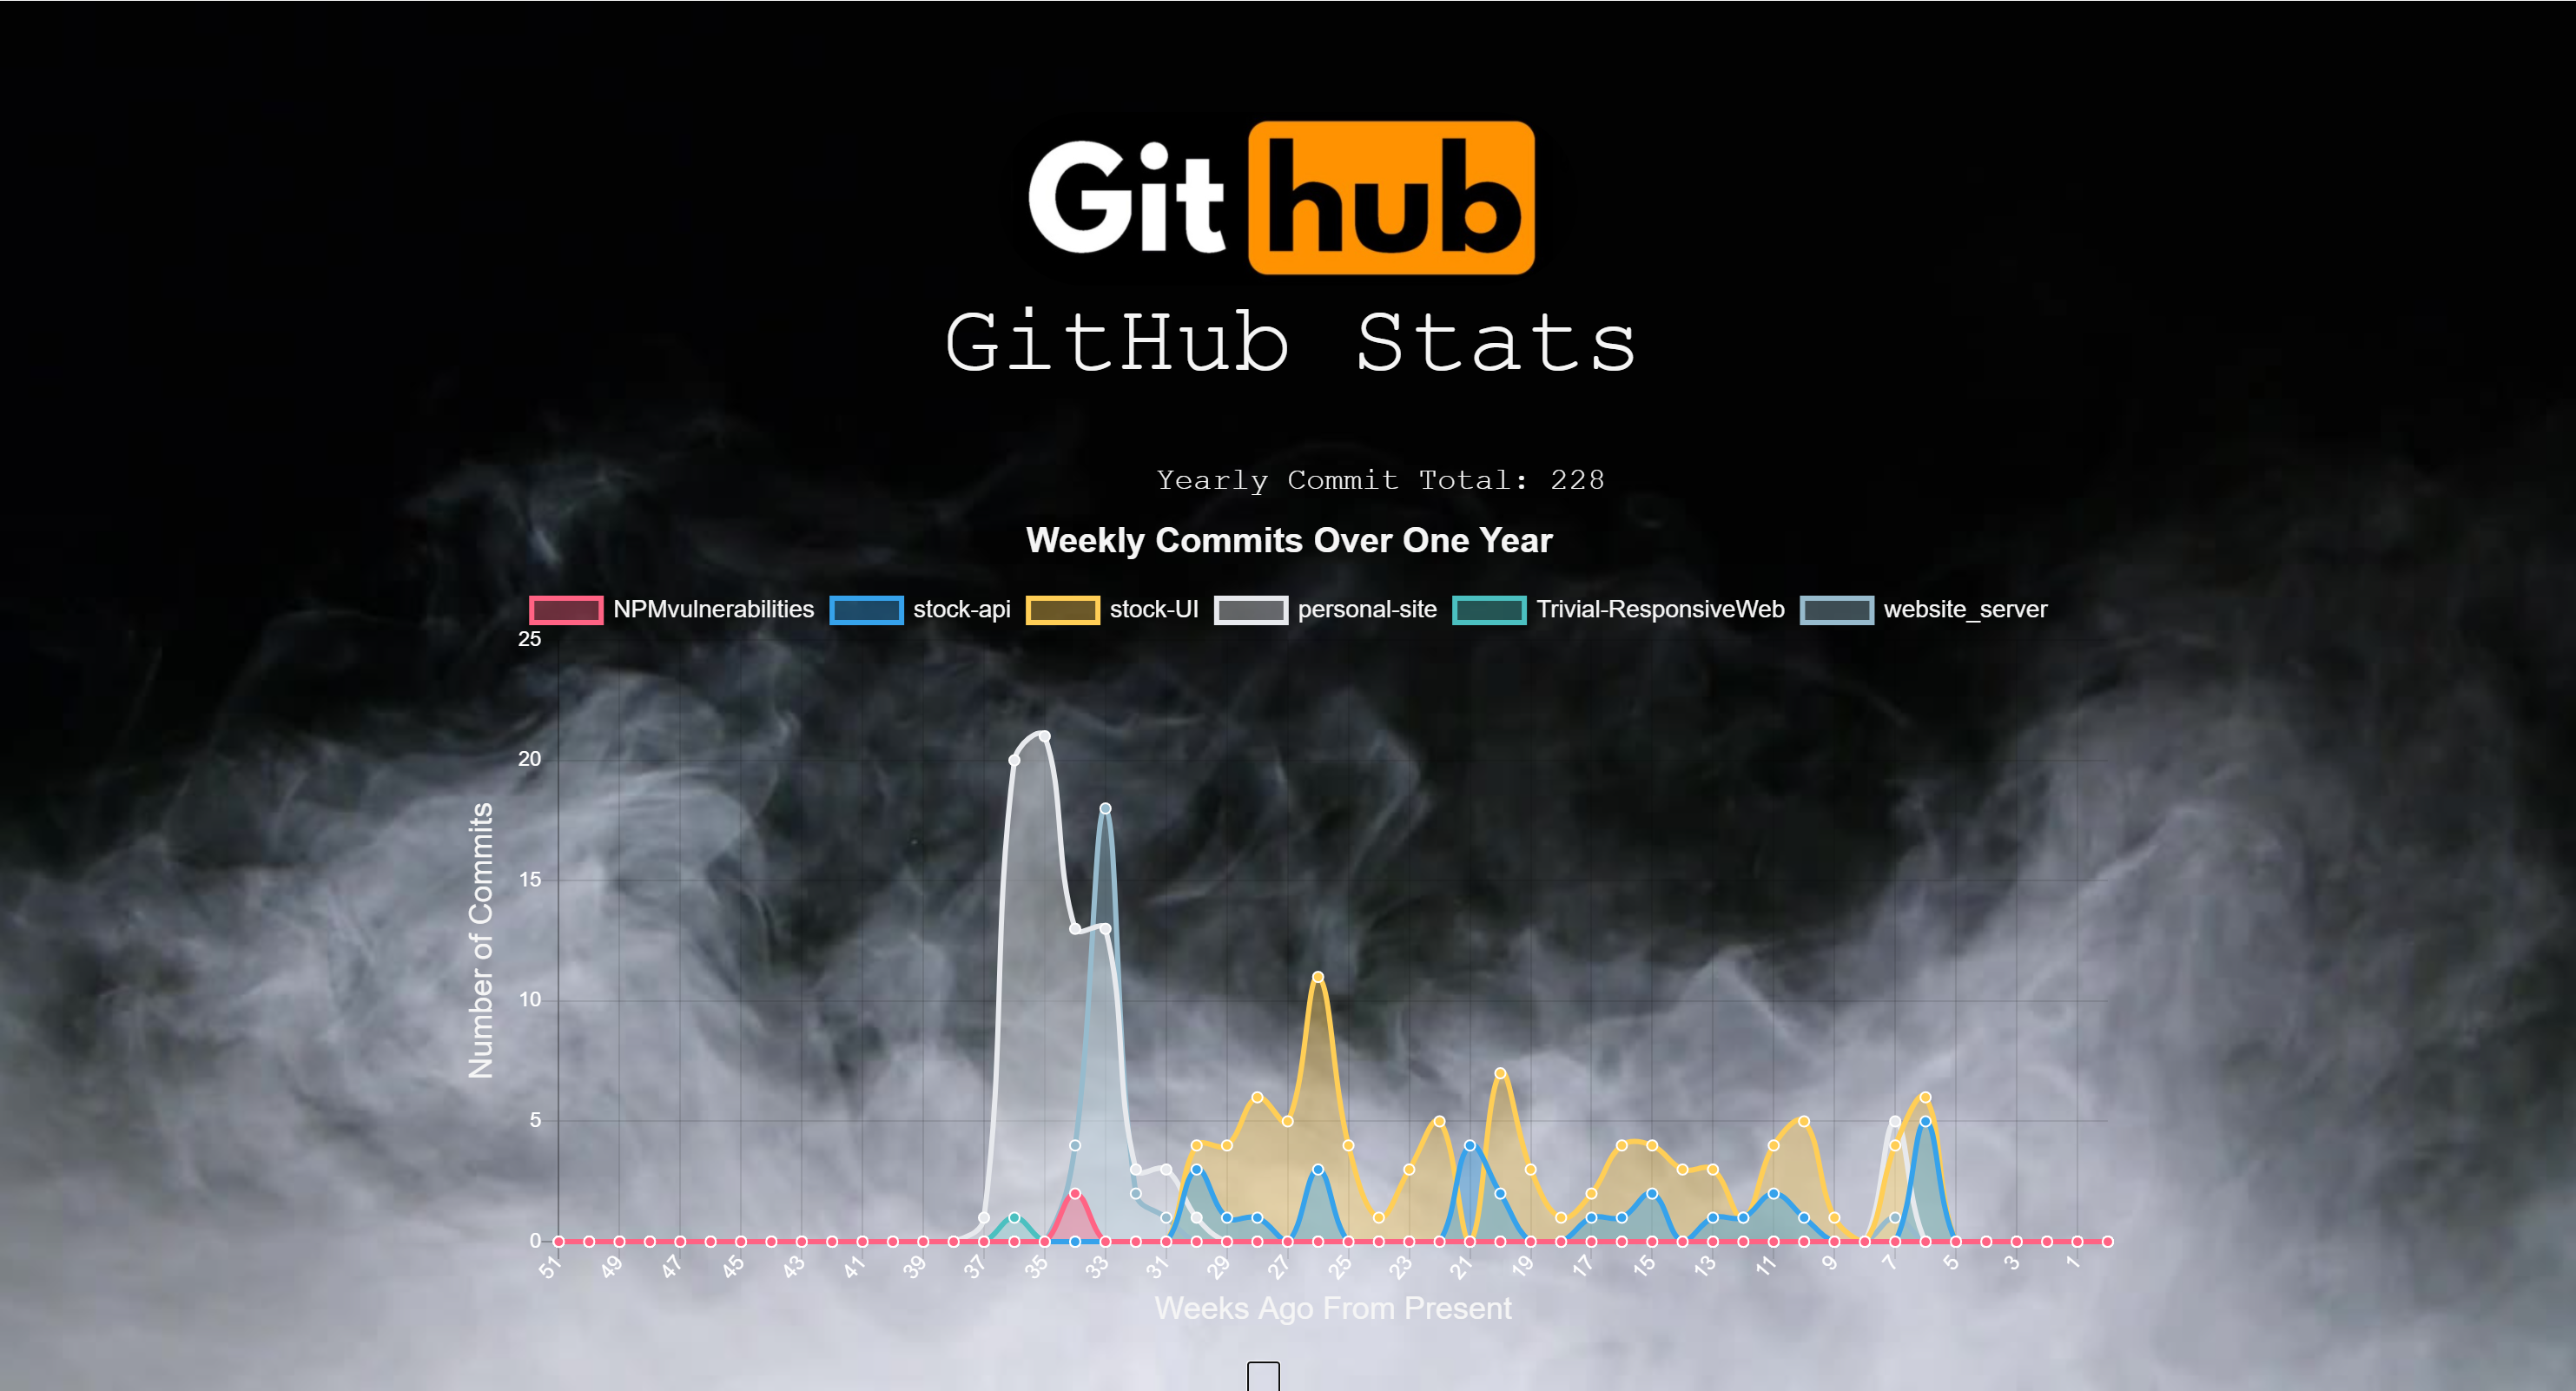 Git hub
GitHub Stats
Yearly Commit Total: 228
Weekly Commits Over One Year
NPMvulnerabilities stock-api stock-UI personal-site Trivial-ResponsiveWeb website_server
25
20
15
10
5
0
Number of Commits
51 49 47 45 43 41 39 37 35 33 31 29 27 25 23 21 19 17 15 13 11 9 7 5 3 1
Weeks Ago From Present